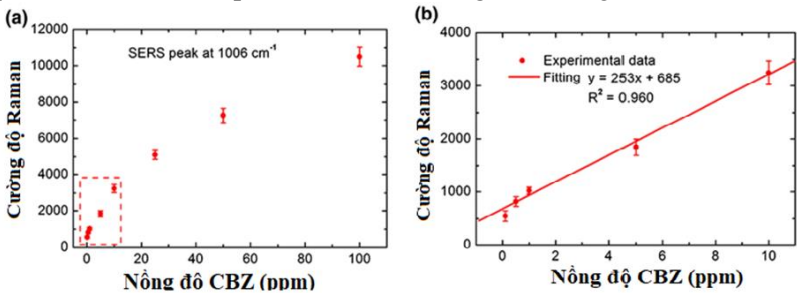 (a)
12000
10000
8000
6000
4000
2000
0
SERS peak at 1006 cm⁻¹
Cường độ Raman
0 20 40 60 80 100
Nồng độ CBZ (ppm)
(b)
4000
3000
2000
1000
0
Experimental data
Fitting y = 253x + 685
R² = 0.960
Cường độ Raman
0 2 4 6 8 10
Nồng độ CBZ (ppm)